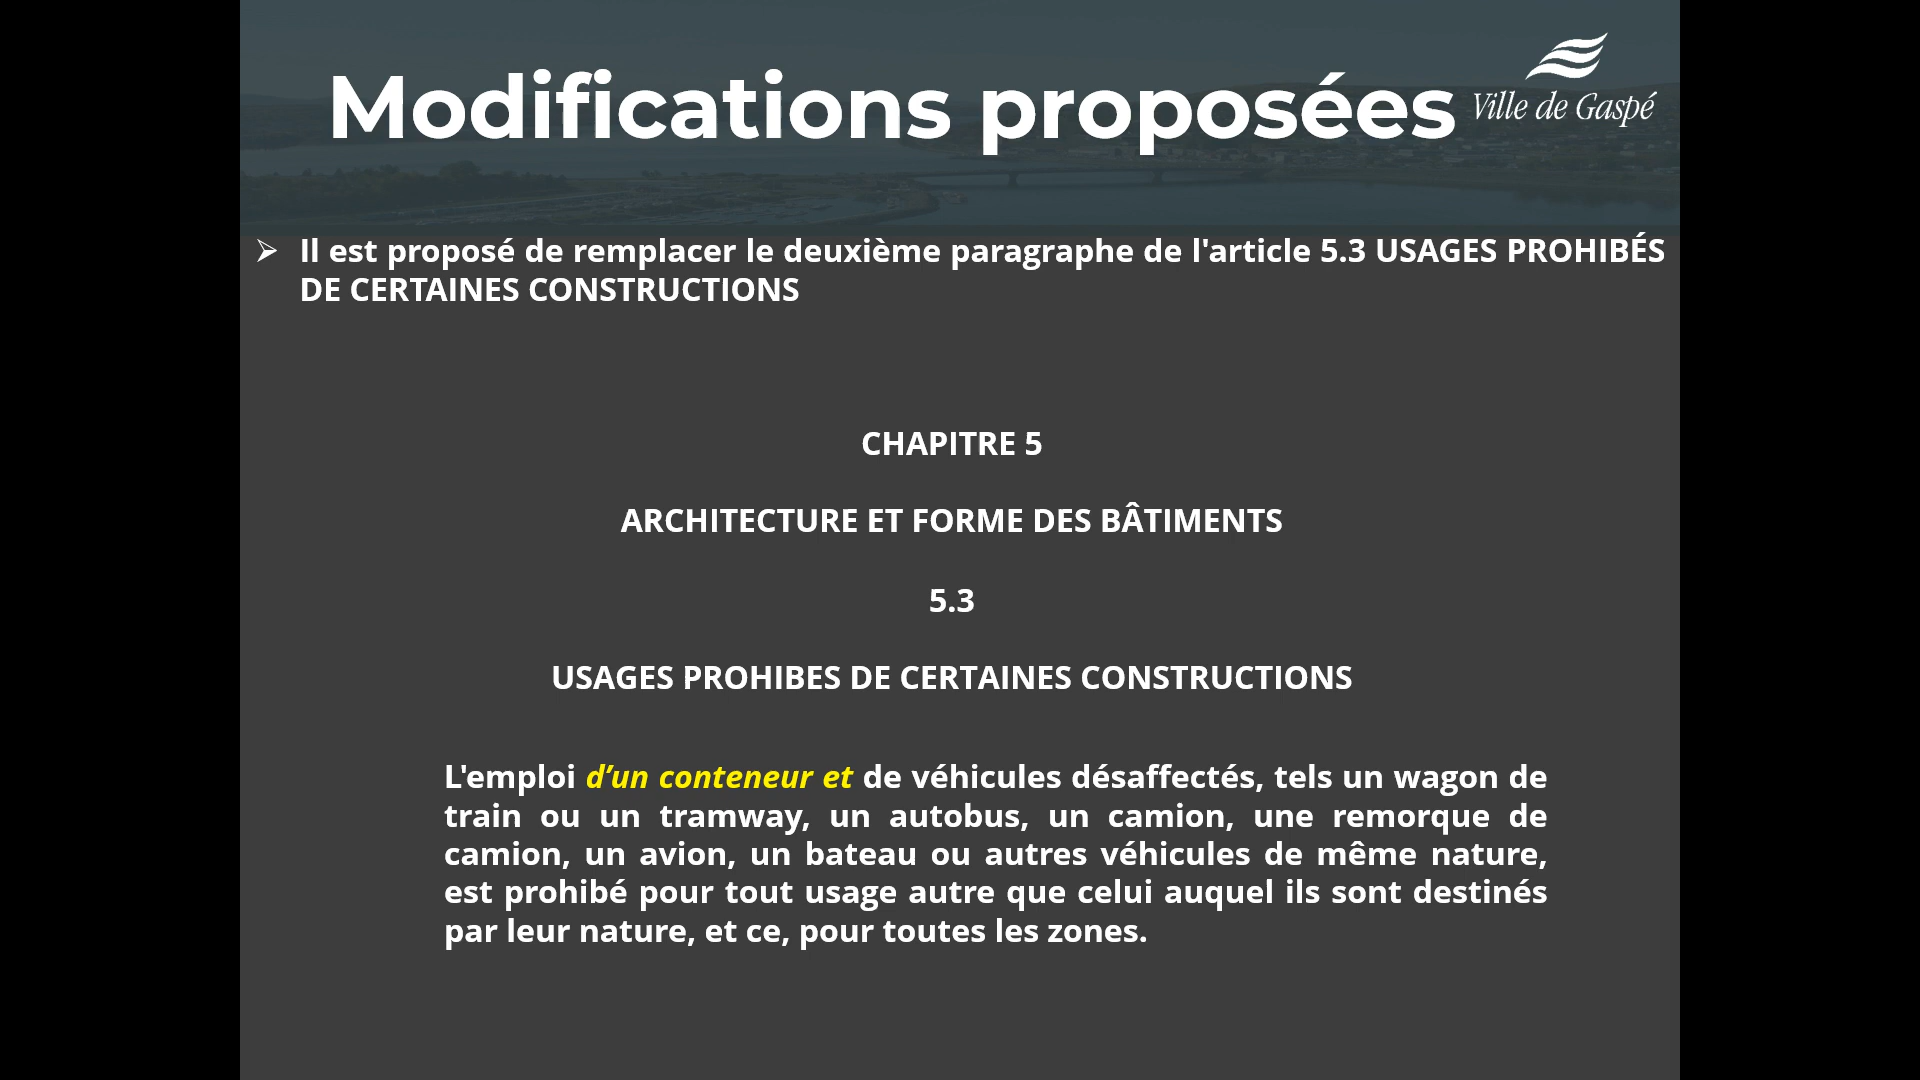 Modifications proposées
Ville de Gaspé
➢ Il est proposé de remplacer le deuxième paragraphe de l'article 5.3 USAGES PROHIBÉS
DE CERTAINES CONSTRUCTIONS
CHAPITRE 5
ARCHITECTURE ET FORME DES BÂTIMENTS
5.3
USAGES PROHIBES DE CERTAINES CONSTRUCTIONS
L'emploi d’un conteneur et de véhicules désaffectés, tels un wagon de
train ou un tramway, un autobus, un camion, une remorque de
camion, un avion, un bateau ou autres véhicules de même nature,
est prohibé pour tout usage autre que celui auquel ils sont destinés
par leur nature, et ce, pour toutes les zones.